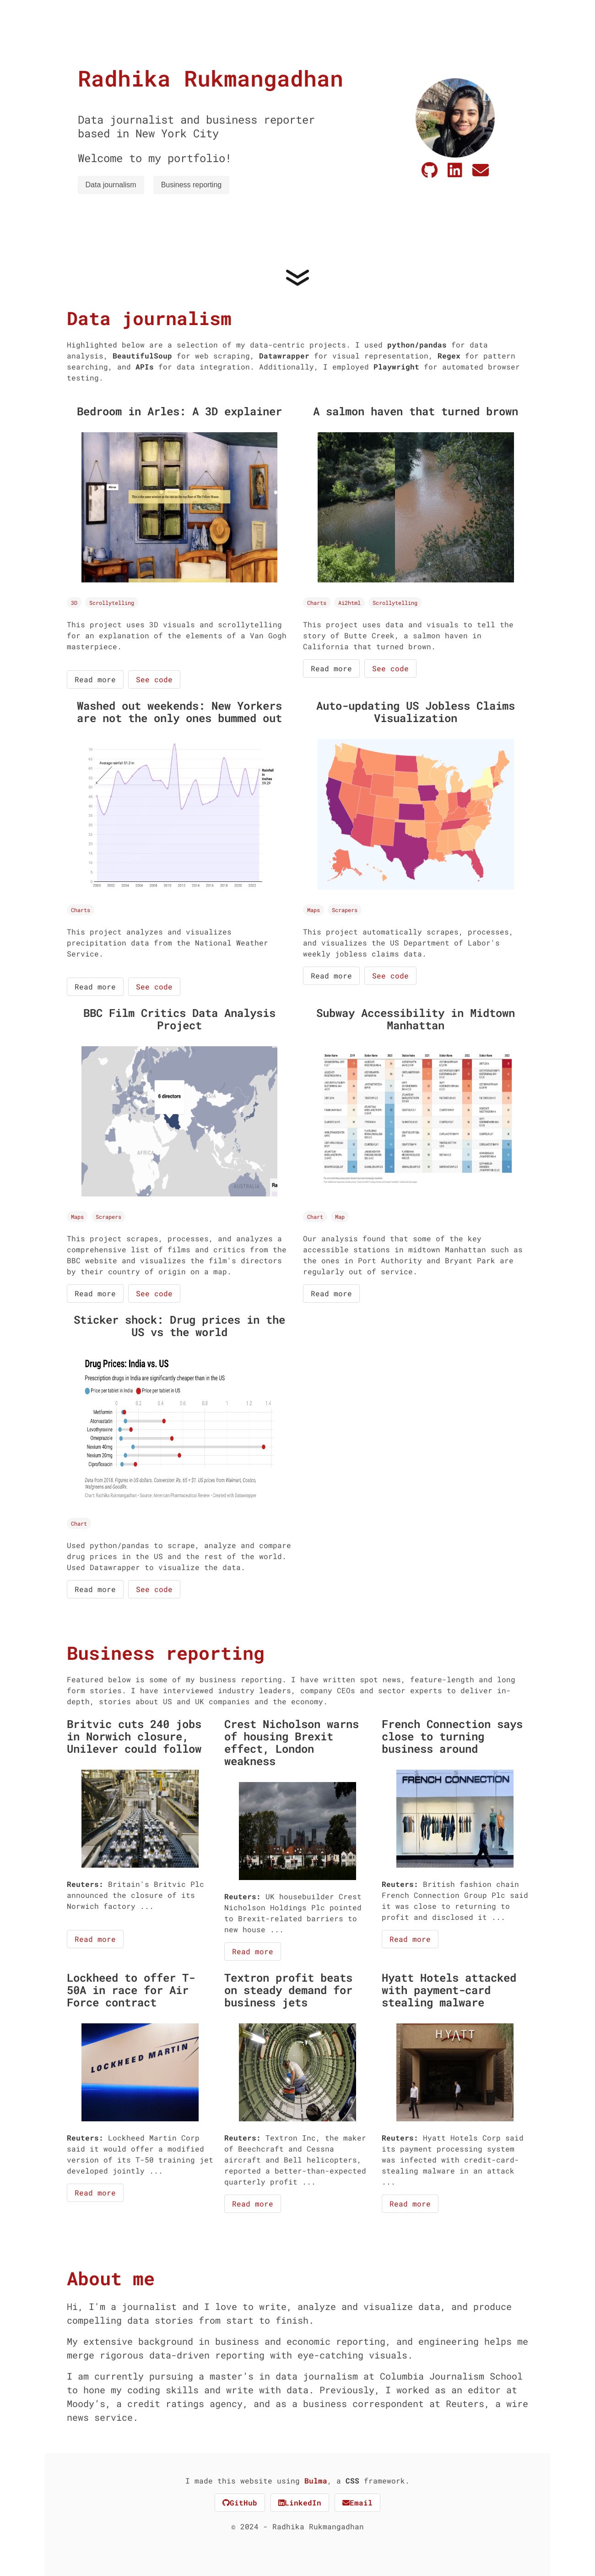 Radhika Rukmangadhan
Data journalist and business reporter
based in New York City
Welcome to my portfolio!
Data journalism
Business reporting
Data journalism
Highlighted below are a selection of my data-centric projects. I used python/pandas for data
analysis, BeautifulSoup for web scraping, Datawrapper for visual representation, Regex for pattern
searching, and APIs for data integration. Additionally, I employed Playwright for automated browser
testing.
Bedroom in Arles: A 3D explainer
3D
Scrollytelling
This project uses 3D visuals and scrollytelling
for an explanation of the elements of a Van Gogh
masterpiece.
Read more
See code
A salmon haven that turned brown
Charts
Ai2html
Scrollytelling
This project uses data and visuals to tell the
story of Butte Creek, a salmon haven in
California that turned brown.
Read more
See code
Washed out weekends: New Yorkers
are not the only ones bummed out
Charts
This project analyzes and visualizes
precipitation data from the National Weather
Service.
Read more
See code
Auto-updating US Jobless Claims
Visualization
Maps
Scrapers
This project automatically scrapes, processes,
and visualizes the US Department of Labor's
weekly jobless claims data.
Read more
See code
BBC Film Critics Data Analysis
Project
6 directors
AFRICA
Maps
Scrapers
This project scrapes, processes, and analyzes a
comprehensive list of films and critics from the
BBC website and visualizes the film's directors
by their country of origin on a map.
Read more
See code
Subway Accessibility in Midtown
Manhattan
Chart
Map
Our analysis found that some of the key
accessible stations in midtown Manhattan such as
the ones in Port Authority and Bryant Park are
regularly out of service.
Read more
Sticker shock: Drug prices in the
US vs the world
Drug Prices: India vs. US
Prescription drugs in India are significantly cheaper than in the US
Price per tablet in India Price per tablet in US
0 0.2 0.4 0.6 0.8 1 1.2 1.4
Metformin
Atorvastatin
Levothyroxine
Omeprazole
Nexium 40mg
Nexium 20mg
Ciprofloxacin
Chart
Used python/pandas to scrape, analyze and compare
drug prices in the US and the rest of the world.
Used Datawrapper to visualize the data.
Read more
See code
Business reporting
Featured below is some of my business reporting. I have written spot news, feature-length and long
form stories. I have interviewed industry leaders, company CEOs and sector experts to deliver in-
depth, stories about US and UK companies and the economy.
Britvic cuts 240 jobs
in Norwich closure,
Unilever could follow
Reuters: Britain's Britvic Plc
announced the closure of its
Norwich factory ...
Read more
Crest Nicholson warns
of housing Brexit
effect, London
weakness
Reuters: UK housebuilder Crest
Nicholson Holdings Plc pointed
to Brexit-related barriers to
new house ...
Read more
French Connection says
close to turning
business around
FRENCH CONNECTION
Reuters: British fashion chain
French Connection Group Plc said
it was close to returning to
profit and disclosed it ...
Read more
Lockheed to offer T-
50A in race for Air
Force contract
LOCKHEED MARTIN
Reuters: Lockheed Martin Corp
said it would offer a modified
version of its T-50 training jet
developed jointly ...
Read more
Textron profit beats
on steady demand for
business jets
Reuters: Textron Inc, the maker
of Beechcraft and Cessna
aircraft and Bell helicopters,
reported a better-than-expected
quarterly profit ...
Read more
Hyatt Hotels attacked
with payment-card
stealing malware
HYATT
Reuters: Hyatt Hotels Corp said
its payment processing system
was infected with credit-card-
stealing malware in an attack
...
Read more
About me
Hi, I'm a journalist and I love to write, analyze and visualize data, and produce
compelling data stories from start to finish.
My extensive background in business and economic reporting, and engineering helps me
merge rigorous data-driven reporting with eye-catching visuals.
I am currently pursuing a master’s in data journalism at Columbia Journalism School
to hone my coding skills and write with data. Previously, I worked as an editor at
Moody’s, a credit ratings agency, and as a business correspondent at Reuters, a wire
news service.
I made this website using Bulma, a CSS framework.
GitHub
LinkedIn
Email
© 2024 - Radhika Rukmangadhan